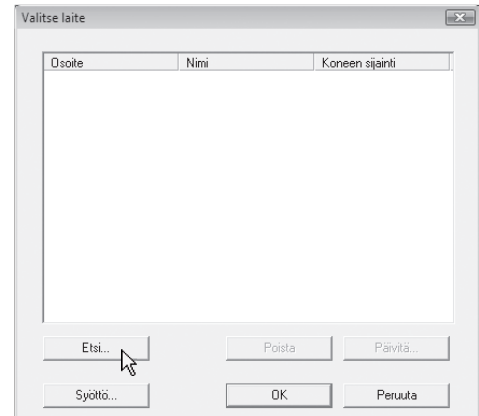 Valitse laite
Osoite Nimi Koneen sijainti
Etsi... Poista Päivitä...
Syöttö... OK Peruuta